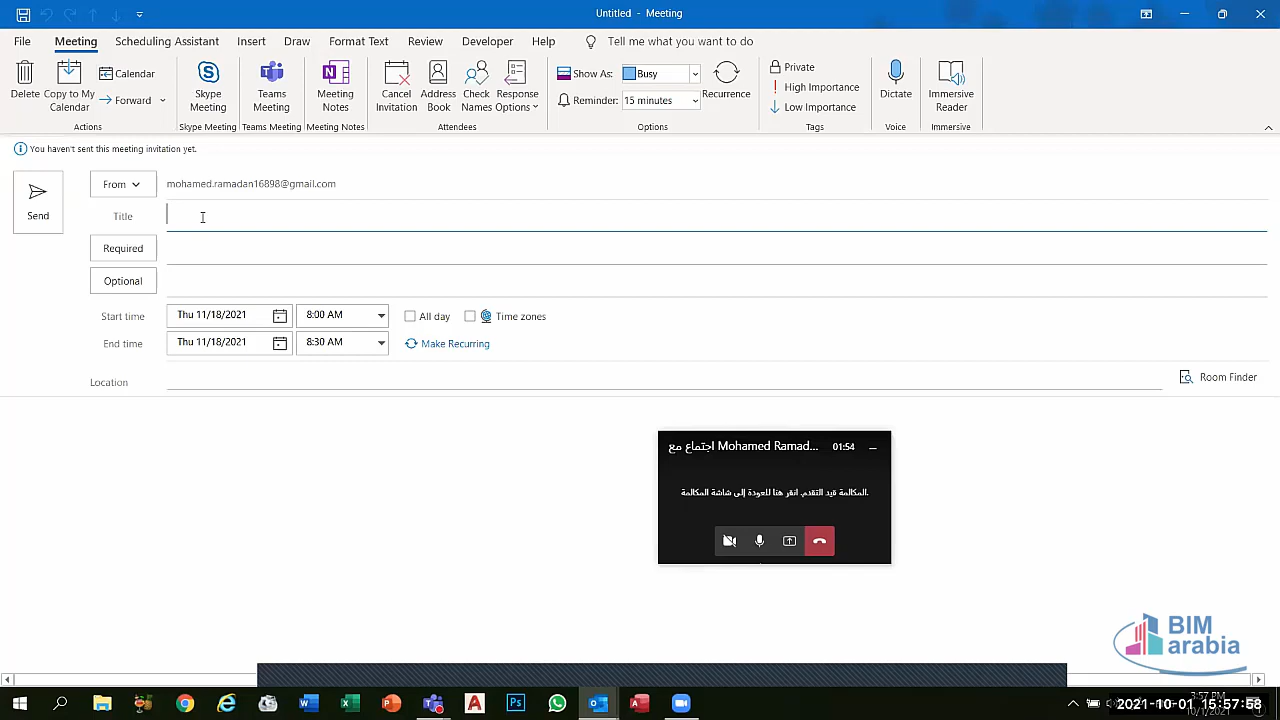 Untitled - Meeting
File Meeting Scheduling Assistant Insert Draw Format Text Review Developer Help Tell me what you want to do
Delete
Copy to My Calendar
Calendar
Forward
Actions
Skype Meeting
Skype Meeting
Teams Meeting
Teams Meeting
Meeting Notes
Meeting Notes
Cancel Invitation
Address Book
Check Names
Response Options
Attendees
Show As: Busy
Reminder: 15 minutes
Recurrence
Options
Private
High Importance
Low Importance
Tags
Dictate
Voice
Immersive Reader
Immersive
You haven't sent this meeting invitation yet.
Send
From mohamed.ramadan16898@gmail.com
Title
Required
Optional
Start time Thu 11/18/2021 8:00 AM All day Time zones
End time Thu 11/18/2021 8:30 AM Make Recurring
Location Room Finder
اجتماع مع Mohamed Ramad... 01:54
المكالمة قيد التقدم. انقر هنا للعودة إلى شاشة المكالمة.
BIM
arabia
3:57 PM
2021-10-01 15:57:58
10/1/2021